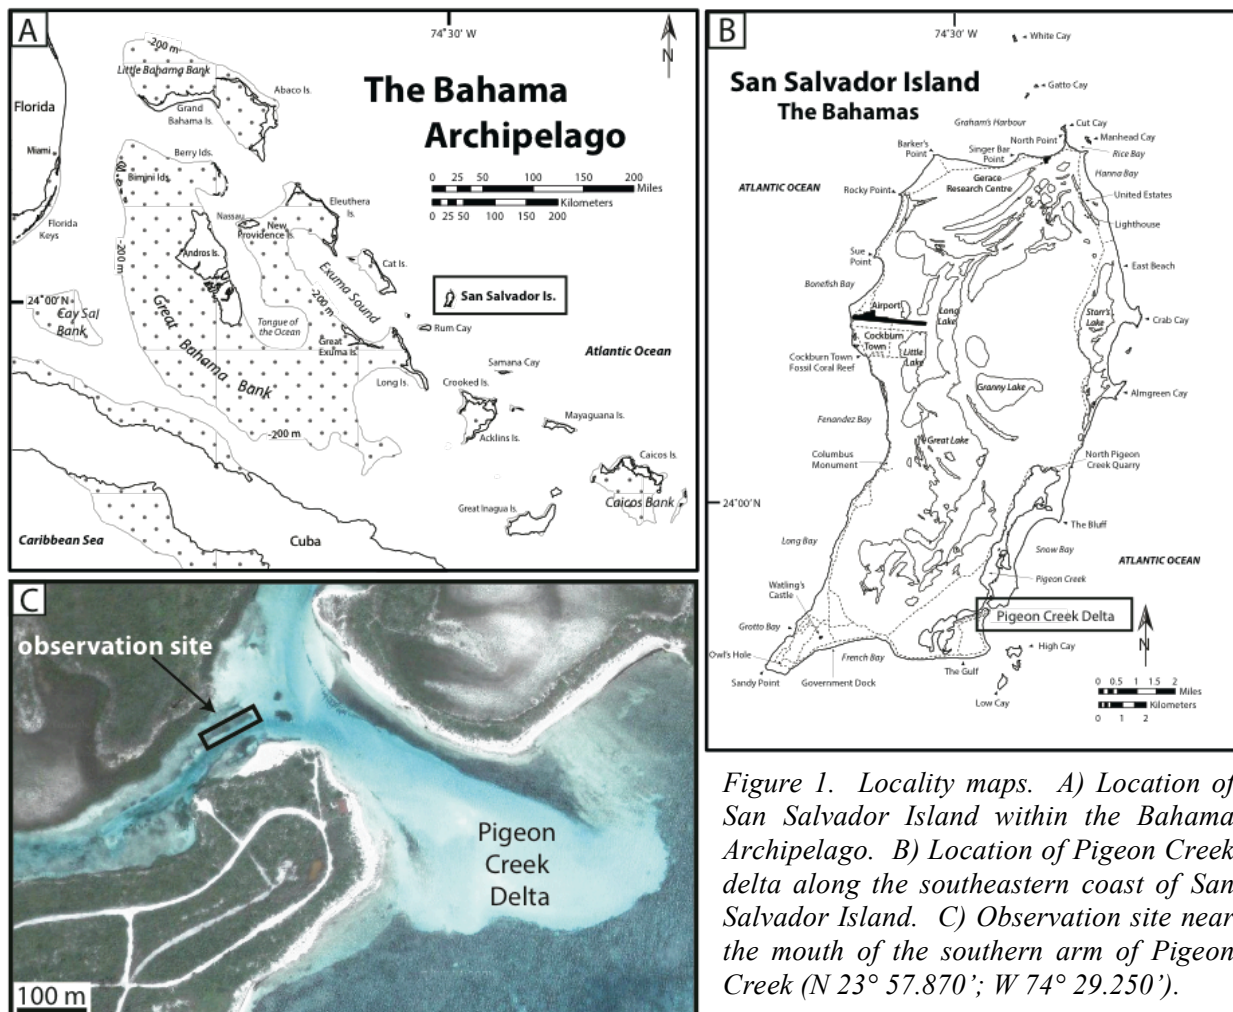 A
74°30' W
N
-200 m
Little Bahama Bank
The Bahama
Archipelago
Abaco Is.
Florida
Grand
Bahama Is.
Miami
Berry Ids.
Bimini Ids.
0 25 50 100 150 200
Miles
Kilometers
0 25 50 100 150 200
Eleuthera
Is.
Nassau
New
Providence Is.
Florida
Keys
-200 m
Andros Is.
Exuma Sound
Cat Is.
San Salvador Is.
24°00' N
Cay Sal
Bank
Great Bahama Bank
Tongue of
the Ocean
-200 m
Great
Exuma Is.
Rum Cay
Atlantic Ocean
Samana Cay
Long Is.
Crooked Is.
Mayaguana Is.
-200 m
Acklins Is.
Caicos Is.
Caicos Bank
Great Inagua Is.
Caribbean Sea
Cuba
B
74°30' W
White Cay
San Salvador Island
The Bahamas
Gatto Cay
Graham's Harbour
Cut Cay
North Point
Manhead Cay
Barker's
Point
Singer Bar
Point
Rice Bay
Gerace
Research Centre
Hanna Bay
ATLANTIC OCEAN
Rocky Point
United Estates
Lighthouse
Sue
Point
East Beach
Bonefish Bay
Airport
Long
Lake
Starr's
Lake
Crab Cay
Cockburn
Town
Cockburn Town
Fossil Coral Reef
Little
Lake
Granny Lake
Almgreen Cay
Fenandez Bay
Great Lake
Columbus
Monument
North Pigeon
Creek Quarry
24°00' N
The Bluff
Long Bay
Snow Bay
ATLANTIC OCEAN
Pigeon Creek
Watling's
Castle
Pigeon Creek Delta
N
Grotto Bay
Owl's Hole
French Bay
High Cay
Sandy Point
Government Dock
The Gulf
Low Cay
0 0.5 1 1.5 2
Miles
Kilometers
0 1 2
C
observation site
Pigeon
Creek
Delta
100 m
Figure 1. Locality maps. A) Location of
San Salvador Island within the Bahama
Archipelago. B) Location of Pigeon Creek
delta along the southeastern coast of San
Salvador Island. C) Observation site near
the mouth of the southern arm of Pigeon
Creek (N 23° 57.870’; W 74° 29.250’).